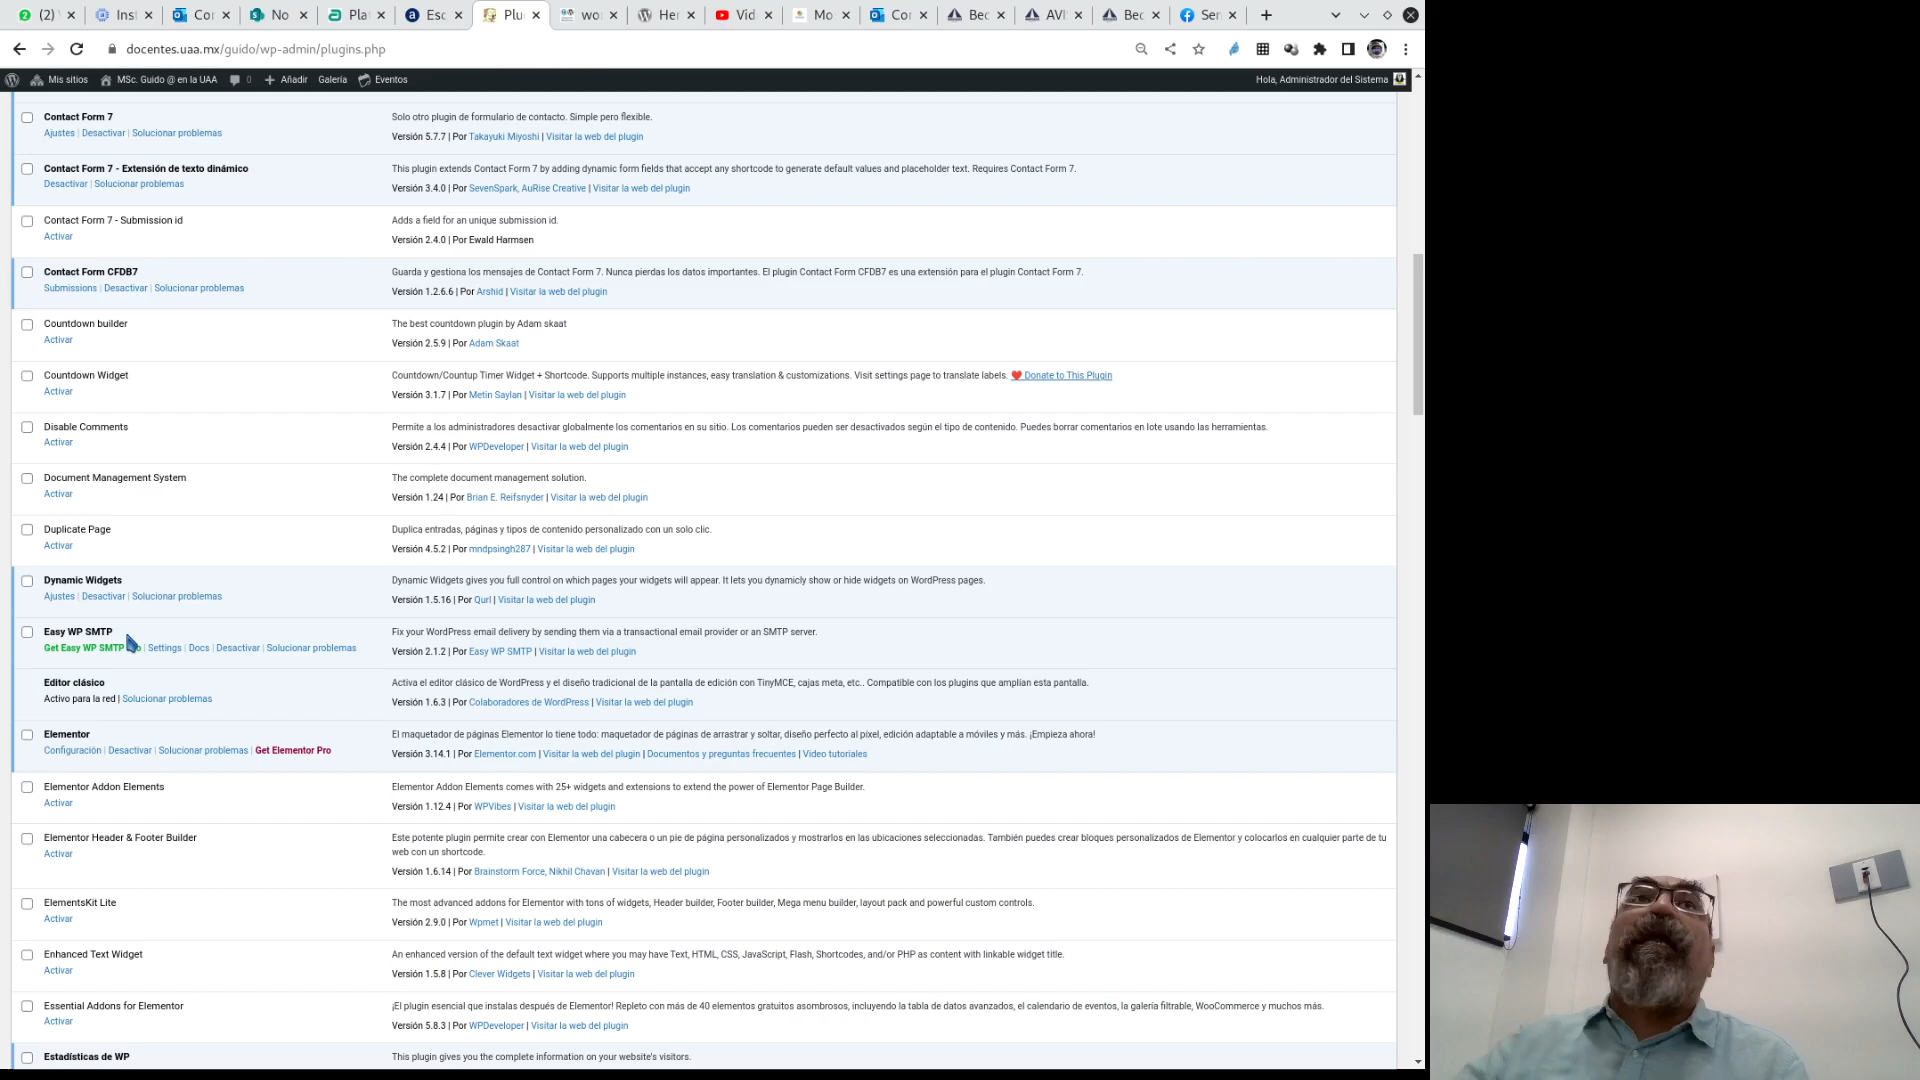 (2)
Inst
Cor
No
Pla
Esc
Plu
wo
Her
Vid
Mo
Cor
Bec
AVI
Bec
Ser
docentes.uaa.mx/guido/wp-admin/plugins.php
Mis sitios
MSc. Guido @ en la UAA
0
Añadir
Galería
Eventos
Hola, Administrador del Sistema
Contact Form 7
Solo otro plugin de formulario de contacto. Simple pero flexible.
Ajustes | Desactivar | Solucionar problemas
Versión 5.7.7 | Por Takayuki Miyoshi | Visitar la web del plugin
Contact Form 7 - Extensión de texto dinámico
This plugin extends Contact Form 7 by adding dynamic form fields that accept any shortcode to generate default values and placeholder text. Requires Contact Form 7.
Desactivar | Solucionar problemas
Versión 3.4.0 | Por SevenSpark, AuRise Creative | Visitar la web del plugin
Contact Form 7 - Submission id
Adds a field for an unique submission id.
Activar
Versión 2.4.0 | Por Ewald Harmsen
Contact Form CFDB7
Guarda y gestiona los mensajes de Contact Form 7. Nunca pierdas los datos importantes. El plugin Contact Form CFDB7 es una extensión para el plugin Contact Form 7.
Submissions | Desactivar | Solucionar problemas
Versión 1.2.6.6 | Por Arshid | Visitar la web del plugin
Countdown builder
The best countdown plugin by Adam skaat
Activar
Versión 2.5.9 | Por Adam Skaat
Countdown Widget
Countdown/Countup Timer Widget + Shortcode. Supports multiple instances, easy translation & customizations. Visit settings page to translate labels. ❤️ Donate to This Plugin
Activar
Versión 3.1.7 | Por Metin Saylan | Visitar la web del plugin
Disable Comments
Permite a los administradores desactivar globalmente los comentarios en su sitio. Los comentarios pueden ser desactivados según el tipo de contenido. Puedes borrar comentarios en lote usando las herramientas.
Activar
Versión 2.4.4 | Por WPDeveloper | Visitar la web del plugin
Document Management System
The complete document management solution.
Activar
Versión 1.24 | Por Brian E. Reifsnyder | Visitar la web del plugin
Duplicate Page
Duplica entradas, páginas y tipos de contenido personalizado con un solo clic.
Activar
Versión 4.5.2 | Por mndpsingh287 | Visitar la web del plugin
Dynamic Widgets
Dynamic Widgets gives you full control on which pages your widgets will appear. It lets you dynamicly show or hide widgets on WordPress pages.
Ajustes | Desactivar | Solucionar problemas
Versión 1.5.16 | Por Qurl | Visitar la web del plugin
Easy WP SMTP
Fix your WordPress email delivery by sending them via a transactional email provider or an SMTP server.
Get Easy WP SMTP | Settings | Docs | Desactivar | Solucionar problemas
Versión 2.1.2 | Por Easy WP SMTP | Visitar la web del plugin
Editor clásico
Activa el editor clásico de WordPress y el diseño tradicional de la pantalla de edición con TinyMCE, cajas meta, etc.. Compatible con los plugins que amplían esta pantalla.
Activo para la red | Solucionar problemas
Versión 1.6.3 | Por Colaboradores de WordPress | Visitar la web del plugin
Elementor
El maquetador de páginas Elementor lo tiene todo: maquetador de páginas de arrastrar y soltar, diseño perfecto al píxel, edición adaptable a móviles y más. ¡Empieza ahora!
Configuración | Desactivar | Solucionar problemas | Get Elementor Pro
Versión 3.14.1 | Por Elementor.com | Visitar la web del plugin | Documentos y preguntas frecuentes | Video tutoriales
Elementor Addon Elements
Elementor Addon Elements comes with 25+ widgets and extensions to extend the power of Elementor Page Builder.
Activar
Versión 1.12.4 | Por WPVibes | Visitar la web del plugin
Elementor Header & Footer Builder
Este potente plugin permite crear con Elementor una cabecera o un pie de página personalizados y mostrarlos en las ubicaciones seleccionadas. También puedes crear bloques personalizados de Elementor y colocarlos en cualquier parte de tu
web con un shortcode.
Activar
Versión 1.6.14 | Por Brainstorm Force, Nikhil Chavan | Visitar la web del plugin
ElementsKit Lite
The most advanced addons for Elementor with tons of widgets, Header builder, Footer builder, Mega menu builder, layout pack and powerful custom controls.
Activar
Versión 2.9.0 | Por Wpmet | Visitar la web del plugin
Enhanced Text Widget
An enhanced version of the default text widget where you may have Text, HTML, CSS, JavaScript, Flash, Shortcodes, and/or PHP as content with linkable widget title.
Activar
Versión 1.5.8 | Por Clever Widgets | Visitar la web del plugin
Essential Addons for Elementor
¡El plugin esencial que instalas después de Elementor! Repleto con más de 40 elementos gratuitos asombrosos, incluyendo la tabla de datos avanzados, el calendario de eventos, la galería filtrable, WooCommerce y muchos más.
Activar
Versión 5.8.3 | Por WPDeveloper | Visitar la web del plugin
Estadísticas de WP
This plugin gives you the complete information on your website's visitors.